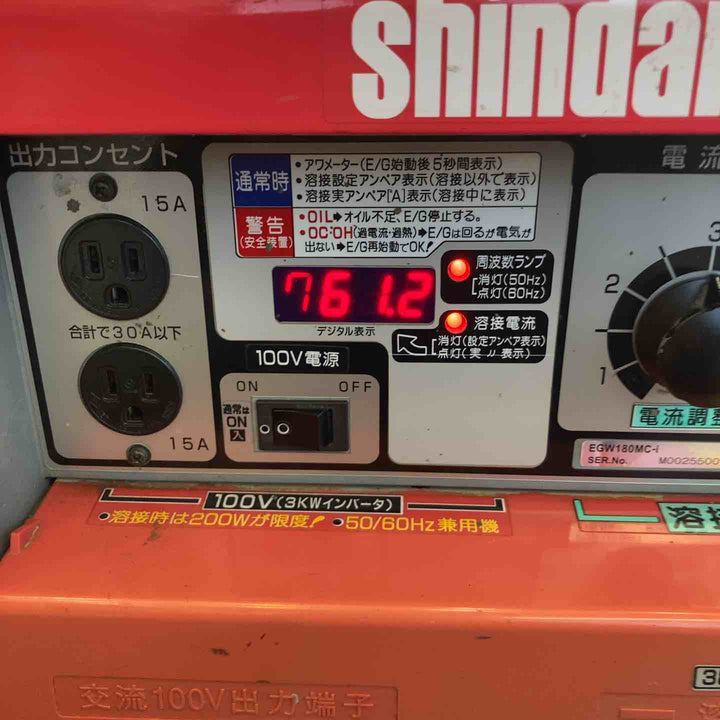 Shinda
出力コンセント
15A
合計で30A以下
15A
通常時
•アワメーター(E/G始動後5秒間表示)
•溶接設定アンペア表示(溶接以外で表示)
•溶接実アンペア[A]表示(溶接中に表示)
警告
(安全装置)
•OIL➡オイル不足、E/G停止する。
•OC:OH(過電流・過熱)➡E/Gは回るが電気が
出ない➡E/G再始動でOK!
761.2
デジタル表示
周波数ランプ
消灯(50Hz)
点灯(60Hz)
溶接電流
消灯(設定アンペア表示)
点灯(実 〃 表示)
100V電源
ON OFF
通常は
ON
入
電流
1
2
3
電流調整
EGW180MC-i
SER.No. M0025500
100V(3KWインバータ)
•溶接時は200Wが限度! •50/60Hz兼用機
溶接
交流100V出力端子